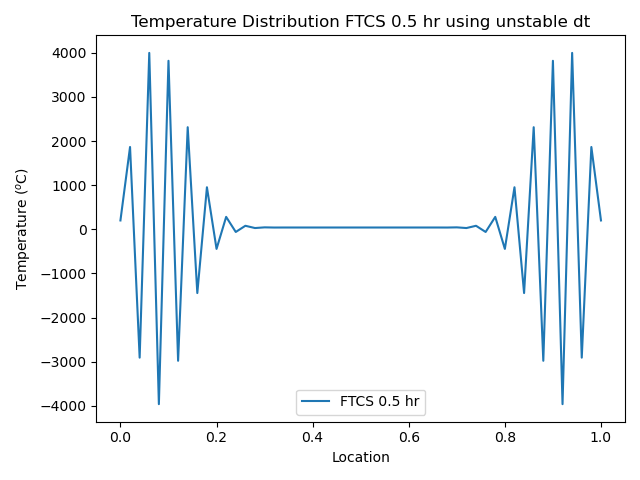 Temperature Distribution FTCS 0.5 hr using unstable dt
4000
3000
2000
1000
0
−1000
−2000
−3000
−4000
Temperature (⁰C)
FTCS 0.5 hr
0.0 0.2 0.4 0.6 0.8 1.0
Location